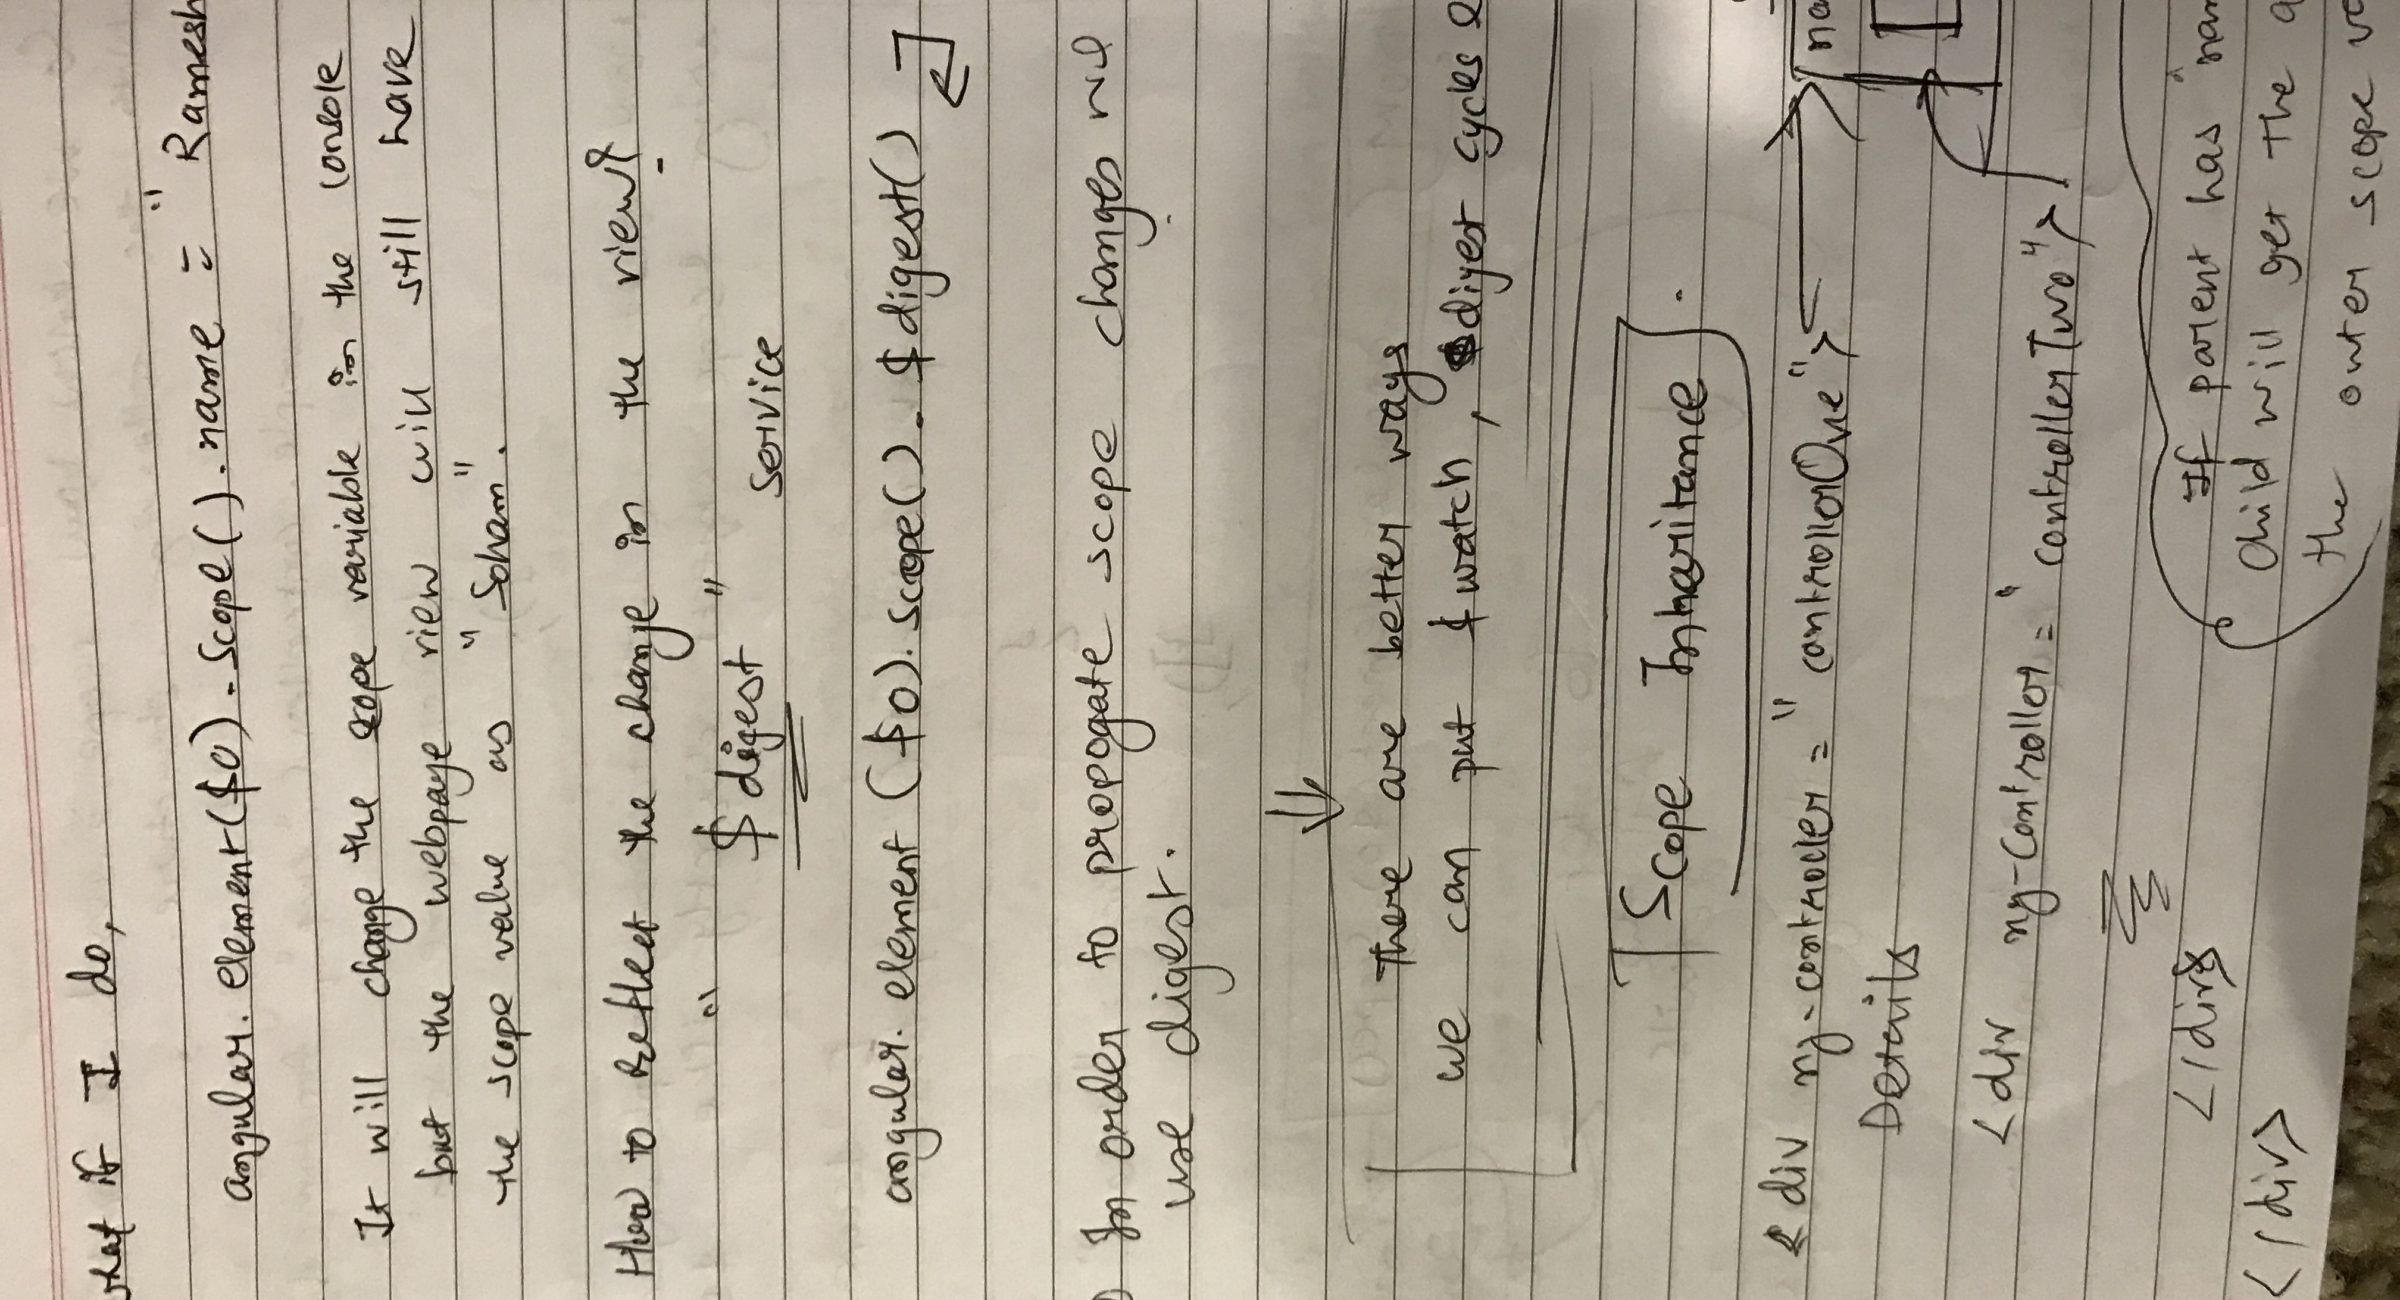 what if I do,
angular. element($0). Scope().name = "Ramesh
It will change the scope variable in the console
but the webpage view will still have
the scope value as "Soham".
How to Reflect the change in the view?
"$digest" Service
angular. element ($0). scope(). $digest()
In order to propogate scope changes we
use digest.
There are better ways
we can put $watch, $digest cycles e
Scope Inharitance
<div ng-controller = "controllerOne">
na
Details
<div ng-Controller = "controllerTwo">
</div>
</div>
If parent has "nam
Child will get the a
the outer scope va